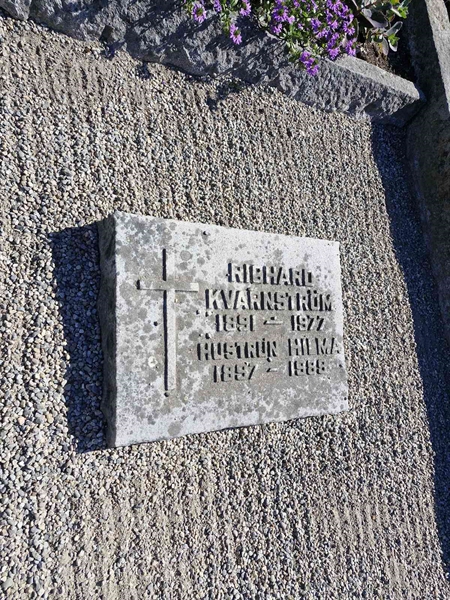 RICHARD
KVARNSTRÖM
1891 - 1977
HUSTRUN HILMA
1897 - 1988